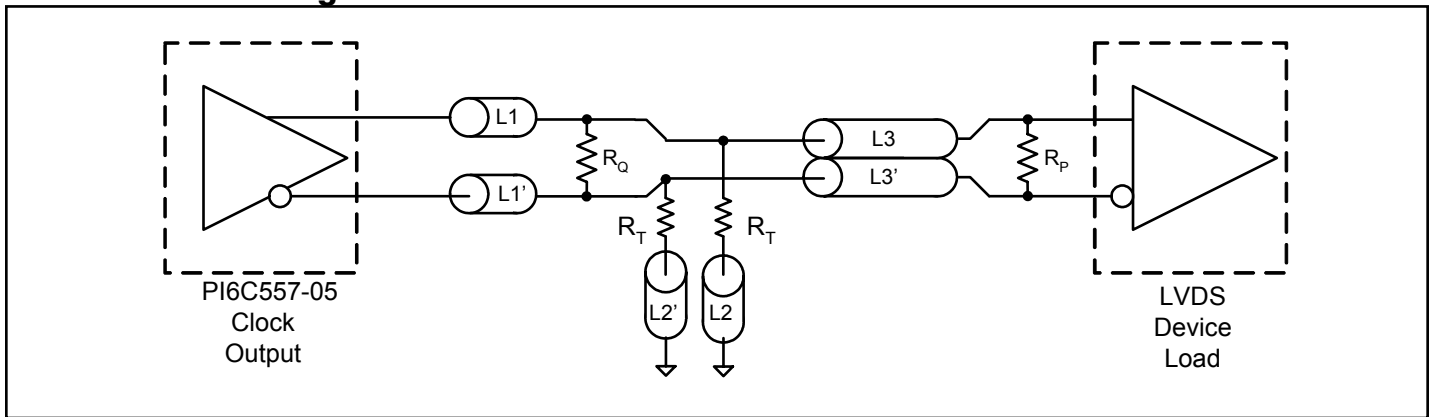 L1
L1'
R_Q
R_T
R_T
L2'
L2
L3
L3'
R_P
PI6C557-05
Clock
Output
LVDS
Device
Load